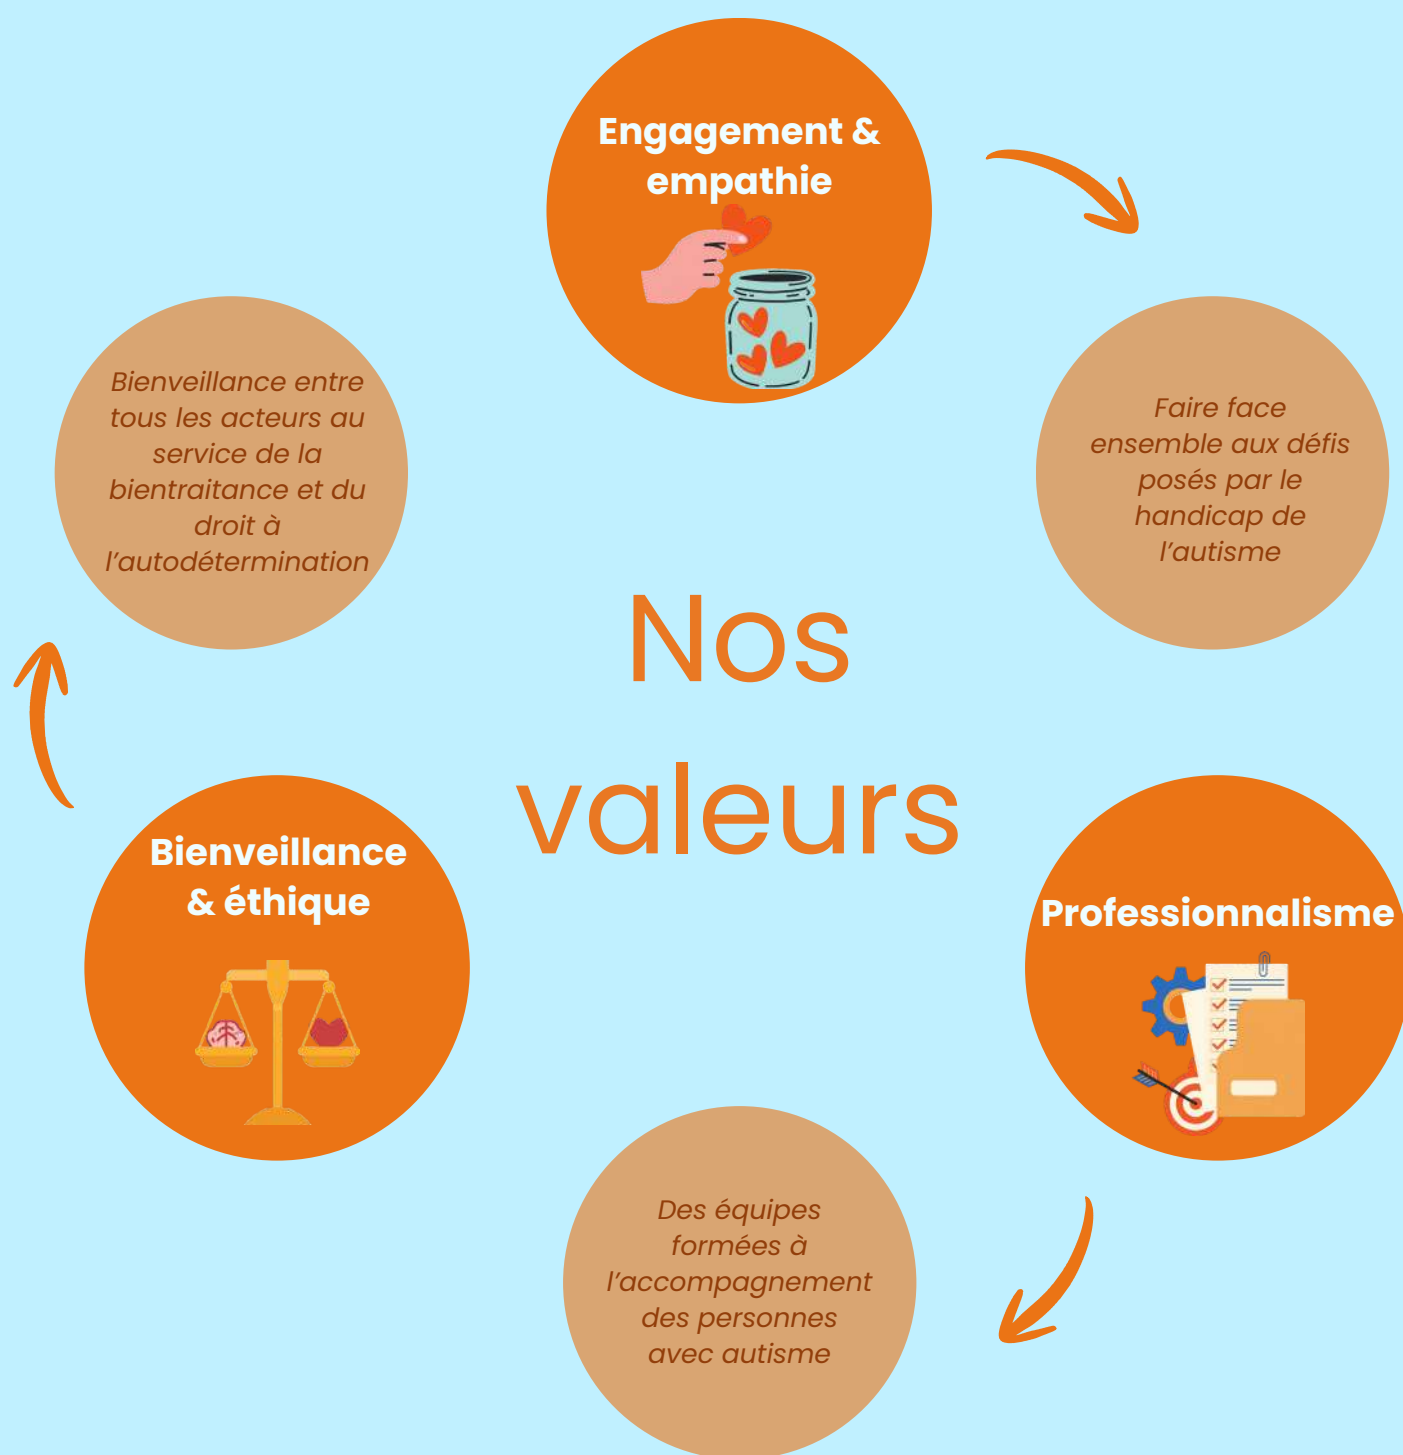 Engagement &
empathie
Faire face
ensemble aux défis
posés par le
handicap de
l’autisme
Professionnalisme
Des équipes
formées à
l’accompagnement
des personnes
avec autisme
Bienveillance
& éthique
Bienveillance entre
tous les acteurs au
service de la
bientraitance et du
droit à
l’autodétermination
Nos
valeurs